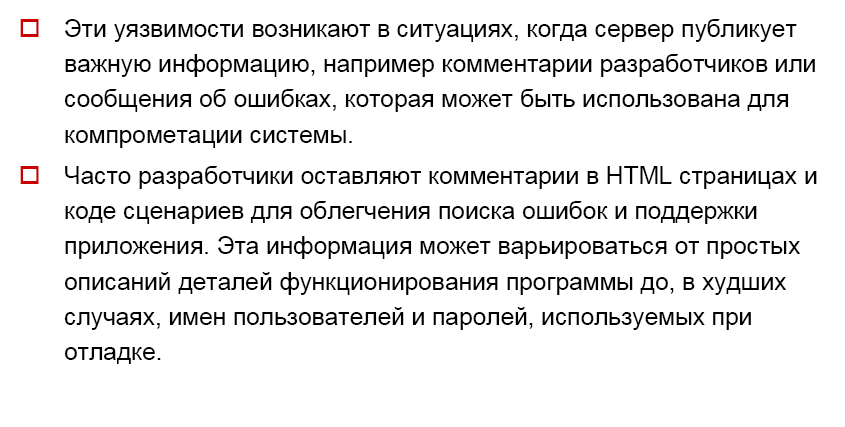 Эти уязвимости возникают в ситуациях, когда сервер публикует
важную информацию, например комментарии разработчиков или
сообщения об ошибках, которая может быть использована для
компрометации системы.
Часто разработчики оставляют комментарии в HTML страницах и
коде сценариев для облегчения поиска ошибок и поддержки
приложения. Эта информация может варьироваться от простых
описаний деталей функционирования программы до, в худших
случаях, имен пользователей и паролей, используемых при
отладке.